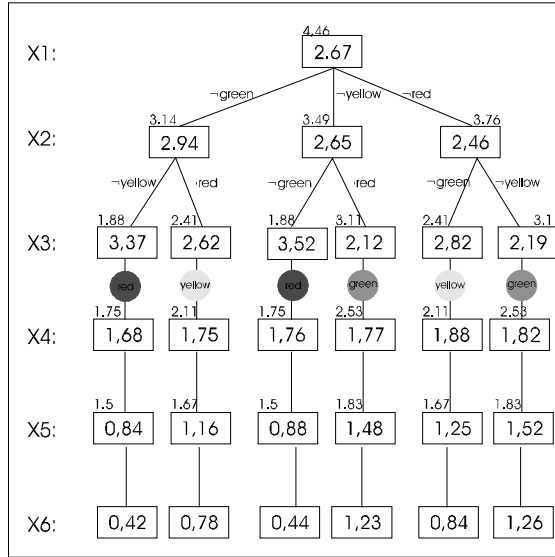 4,46
X1: 2.67
¬green ¬yellow ¬red
3.14 3.49 3.76
X2: 2.94 2,65 2,46
¬yellow ¬red ¬green ¬red ¬green ¬yellow
1.88 2.41 1.88 3.11 2.41 3.1
X3: 3,37 2,62 3,52 2,12 2,82 2,19
red yellow red green yellow green
1.75 2.11 1.75 2.53 2.11 2.53
X4: 1,68 1,75 1,76 1,77 1,88 1,82
1.5 1.67 1.5 1.83 1.67 1.83
X5: 0,84 1,16 0,88 1,48 1,25 1,52
X6: 0,42 0,78 0,44 1,23 0,84 1,26